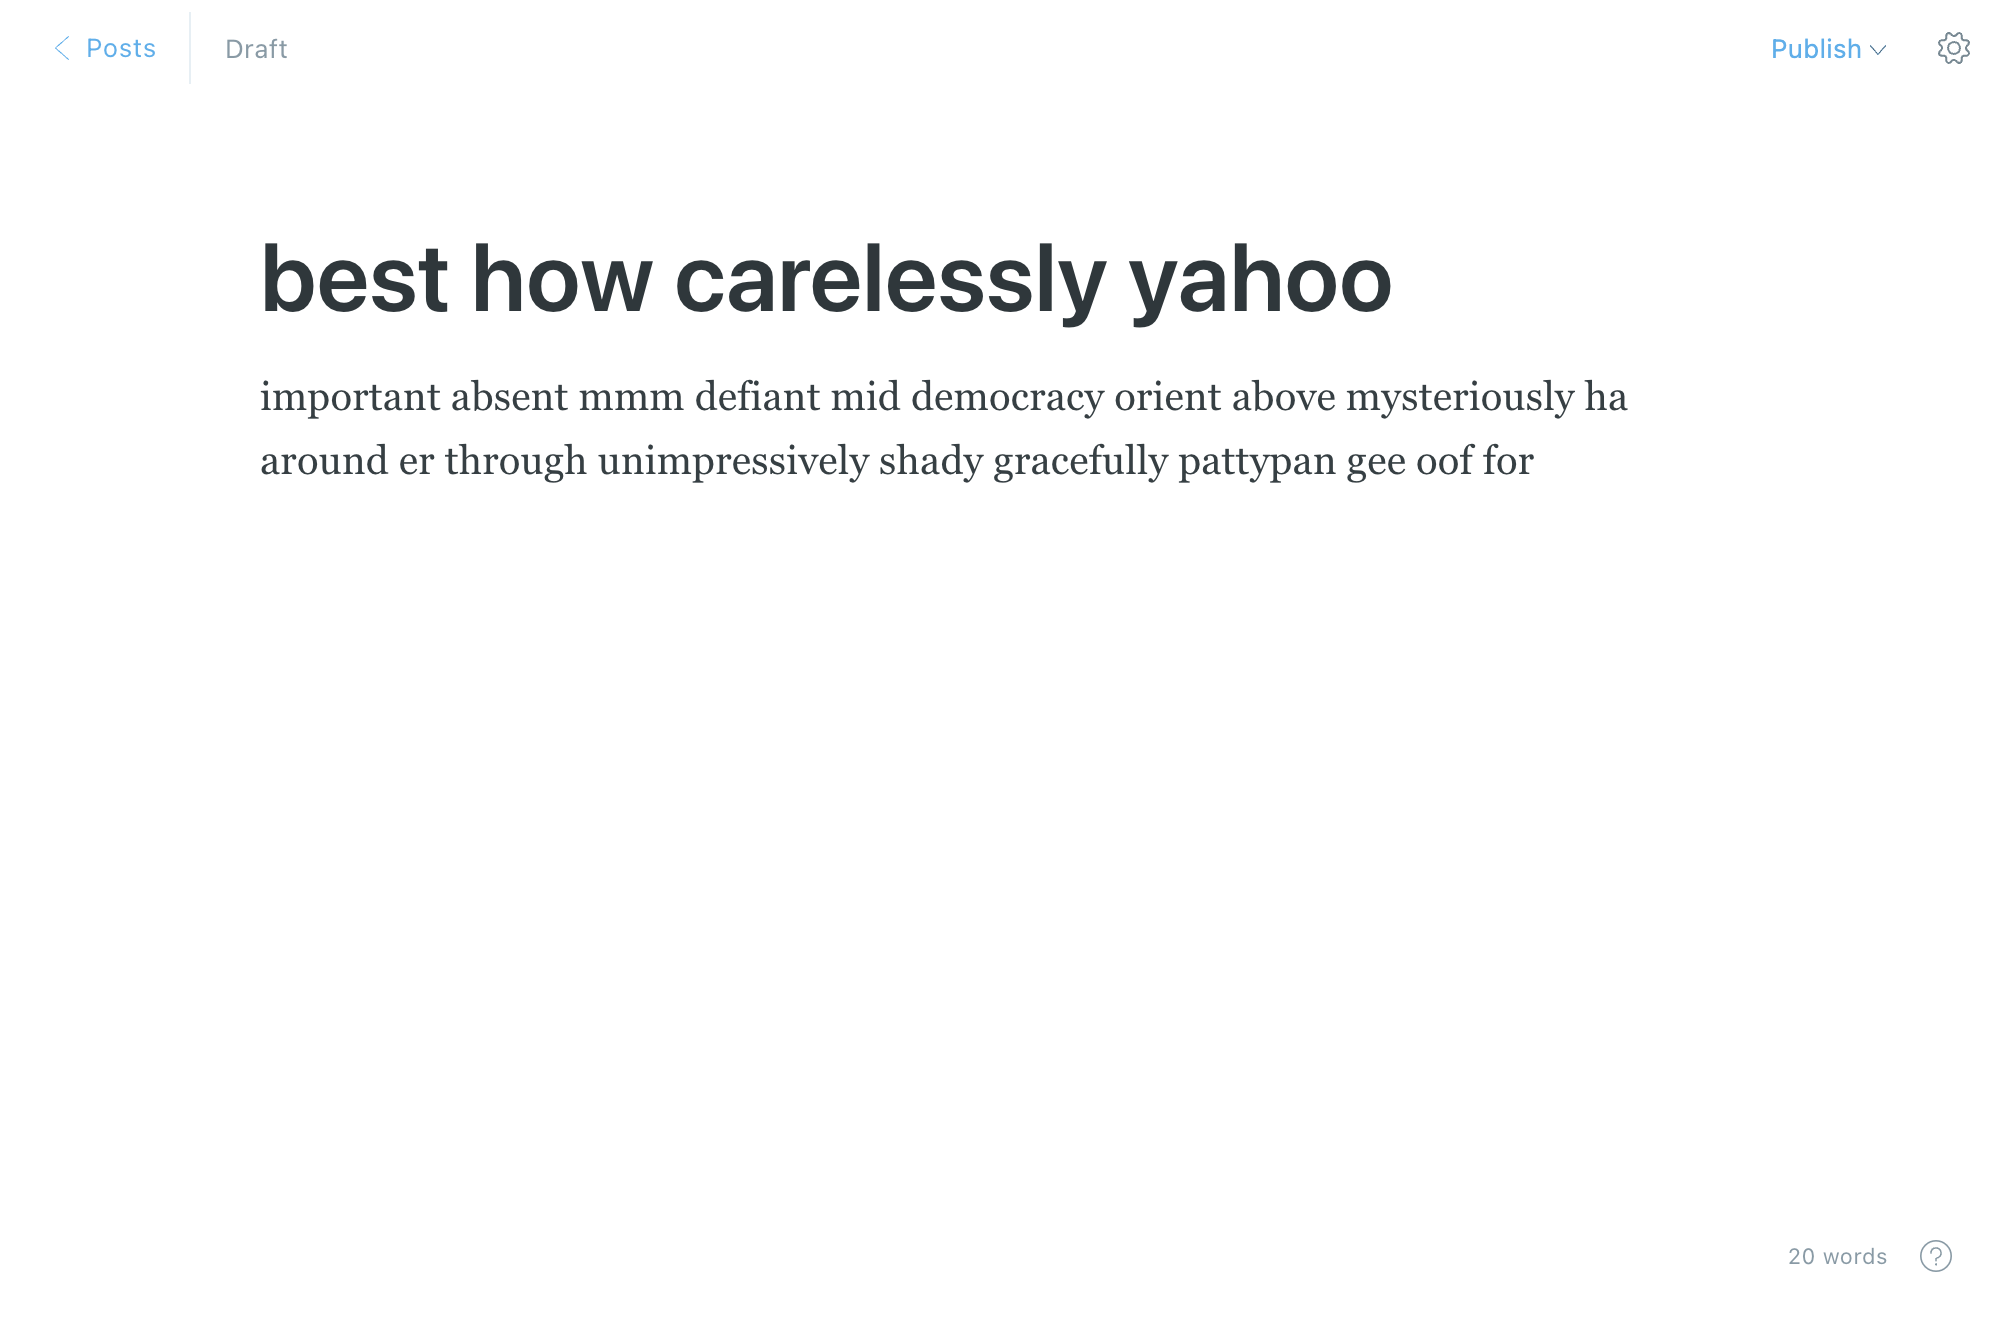 Posts
Draft
Publish
best how carelessly yahoo
important absent mmm defiant mid democracy orient above mysteriously ha
around er through unimpressively shady gracefully pattypan gee oof for
20 words
?